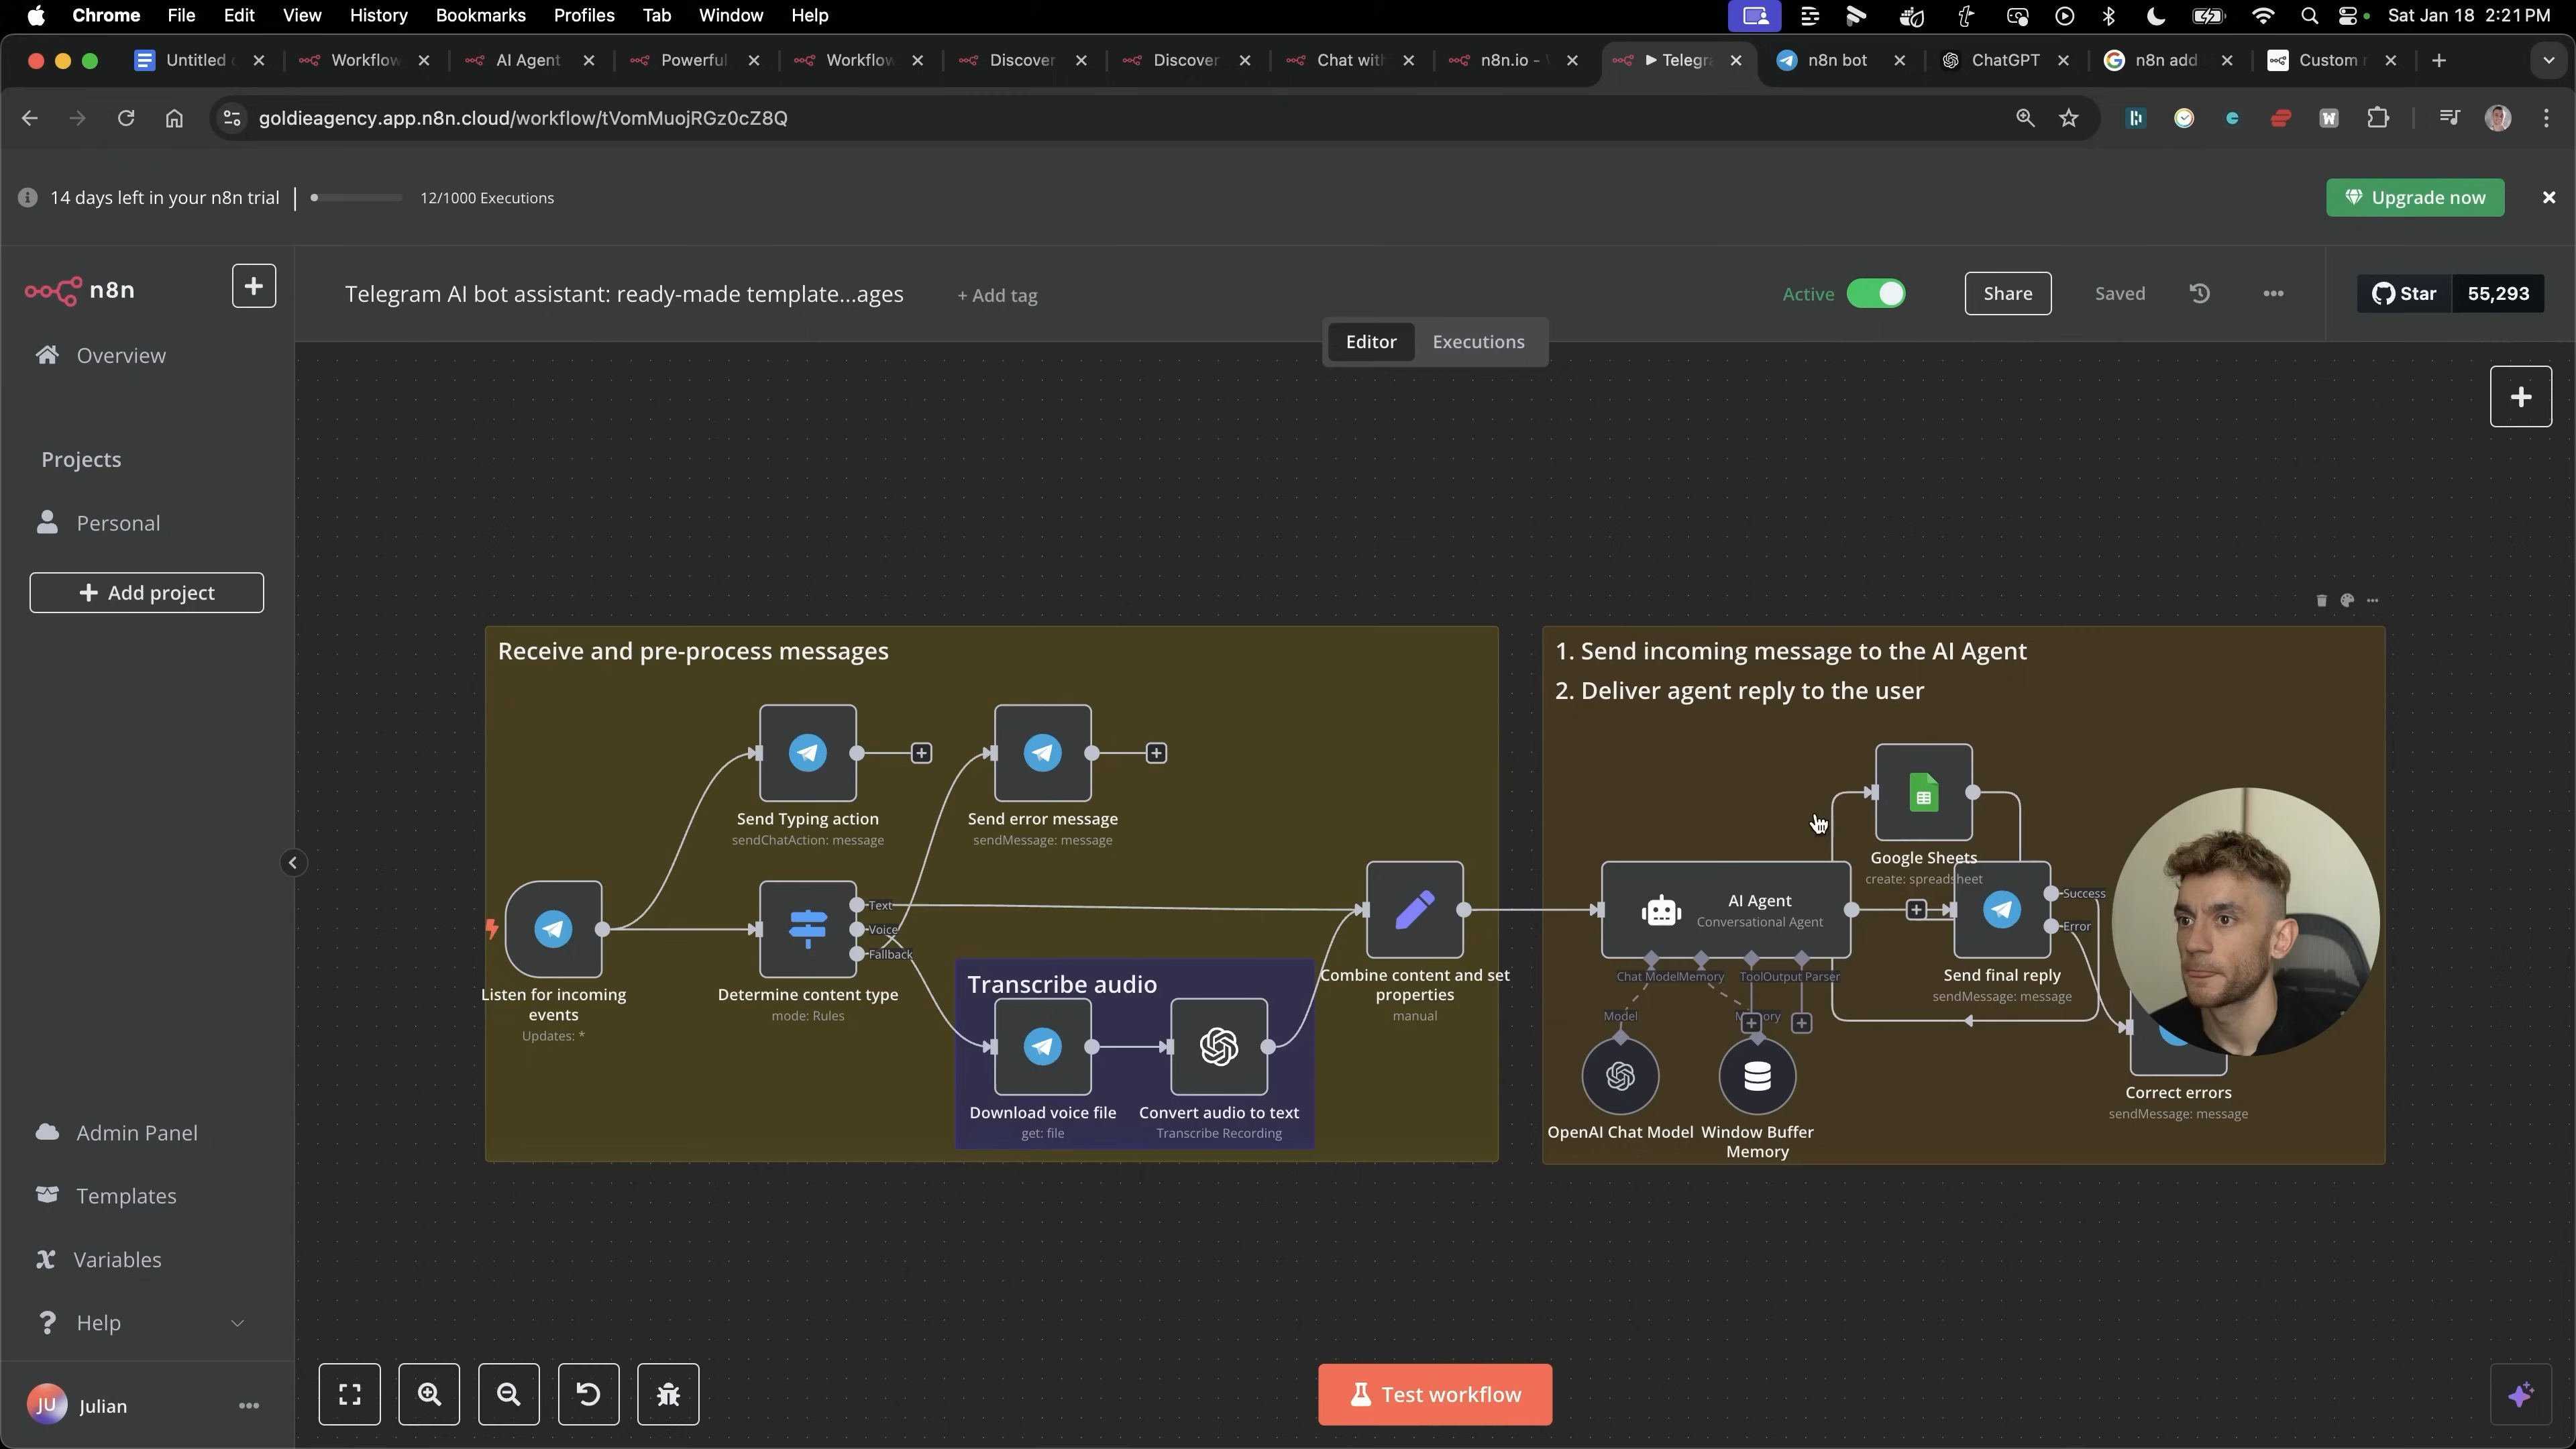 Chrome File Edit View History Bookmarks Profiles Tab Window Help
Sat Jan 18 2:21 PM
Untitled
Workflow
AI Agent
Powerful
Workflow
Discover
Discover
Chat with
n8n.io -
Telegra
n8n bot
ChatGPT
n8n add
Custom
goldieagency.app.n8n.cloud/workflow/tVomMuojRGz0cZ8Q
14 days left in your n8n trial
12/1000 Executions
Upgrade now
n8n
Telegram AI bot assistant: ready-made template...ages
+ Add tag
Active
Share
Saved
Star 55,293
Editor Executions
Overview
Projects
Personal
Add project
Receive and pre-process messages
1. Send incoming message to the AI Agent
2. Deliver agent reply to the user
Send Typing action
sendChatAction: message
Send error message
sendMessage: message
Google Sheets
create: spreadsheet
Listen for incoming
events
Updates: *
Determine content type
mode: Rules
Text
Voice
Fallback
Transcribe audio
Download voice file
get: file
Convert audio to text
Transcribe Recording
Combine content and set
properties
manual
AI Agent
Conversational Agent
Chat Model
Memory
Tool
Output Parser
Model
OpenAI Chat Model
Window Buffer
Memory
Success
Error
Send final reply
sendMessage: message
Correct errors
sendMessage: message
Admin Panel
Templates
Variables
Help
JU
Julian
Test workflow